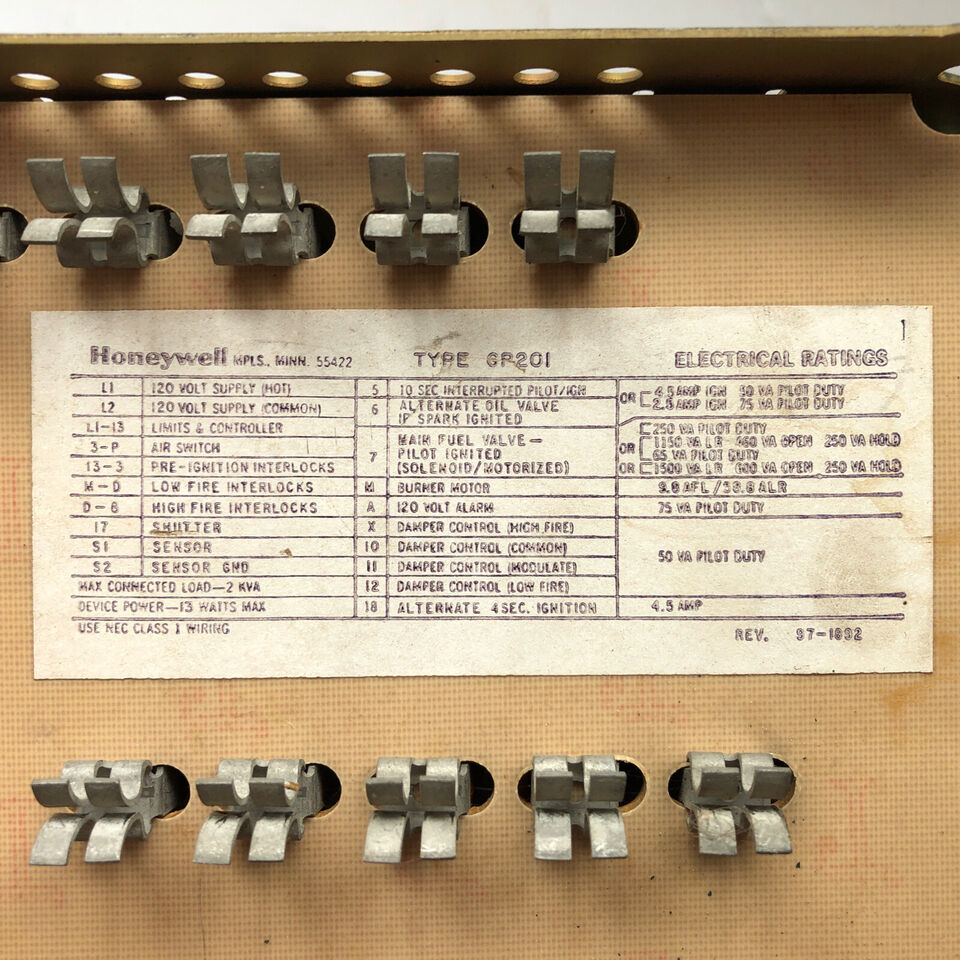 1
Honeywell MPLS. MINN. 55422 TYPE GP201 ELECTRICAL RATINGS
L1 120 VOLT SUPPLY (HOT) 5 10 SEC INTERRUPTED PILOT/IGN OR 4.5 AMP IGN 50 VA PILOT DUTY
L2 120 VOLT SUPPLY (COMMON) 6 ALTERNATE OIL VALVE 2.5 AMP IGN 75 VA PILOT DUTY
IF SPARK IGNITED
L1-13 LIMITS & CONTROLLER 250 VA PILOT DUTY
3-P AIR SWITCH 7 MAIN FUEL VALVE- OR 1150 VA LR 460 VA OPEN 250 VA HOLD
PILOT IGNITED 65 VA PILOT DUTY
13-3 PRE-IGNITION INTERLOCKS (SOLENOID/MOTORIZED) OR 1500 VA LR 600 VA OPEN 250 VA HOLD
M-D LOW FIRE INTERLOCKS M BURNER MOTOR 9.8 AFL/58.8 ALR
D-8 HIGH FIRE INTERLOCKS A 120 VOLT ALARM 75 VA PILOT DUTY
17 SHUTTER X DAMPER CONTROL (HIGH FIRE)
S1 SENSOR 10 DAMPER CONTROL (COMMON) 50 VA PILOT DUTY
S2 SENSOR GND 11 DAMPER CONTROL (MODULATE)
MAX CONNECTED LOAD-2 KVA 12 DAMPER CONTROL (LOW FIRE)
DEVICE POWER-13 WATTS MAX 18 ALTERNATE 4 SEC. IGNITION 4.5 AMP
USE NEC CLASS 1 WIRING REV. 97-1892